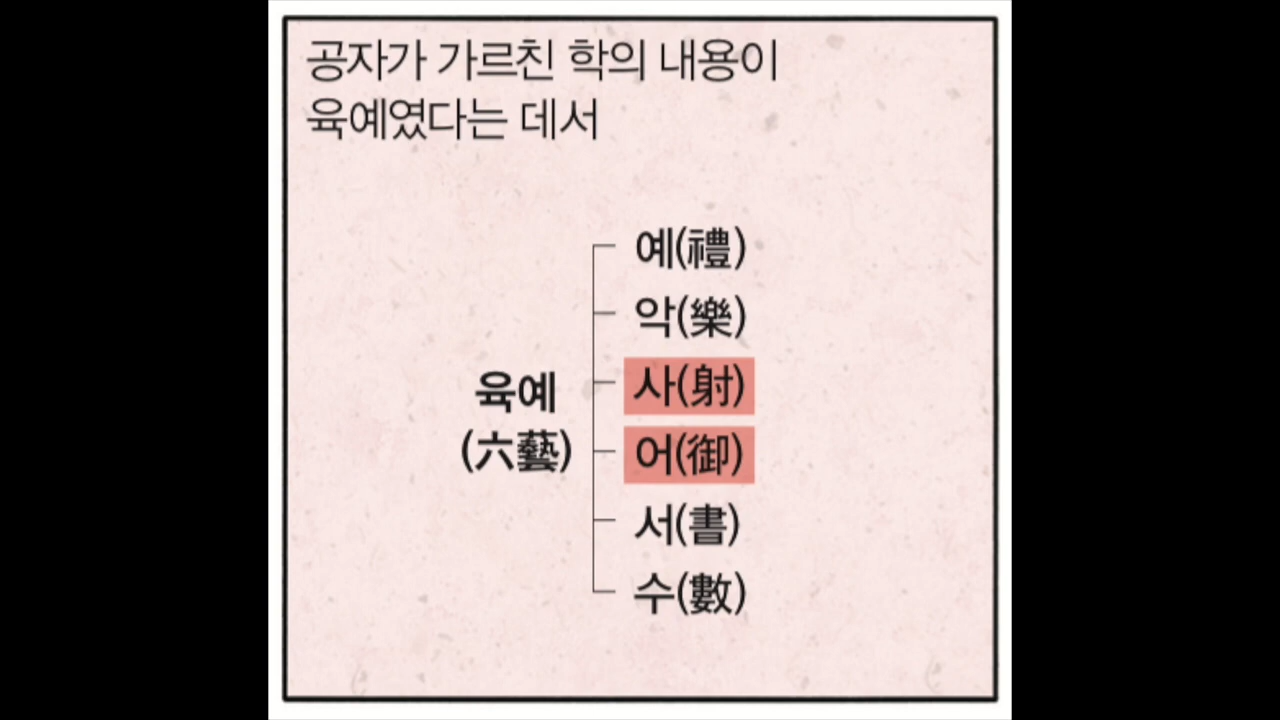 공자가 가르친 학의 내용이
육예였다는 데서
육예
(六藝)
예(禮)
악(樂)
사(射)
어(御)
서(書)
수(數)